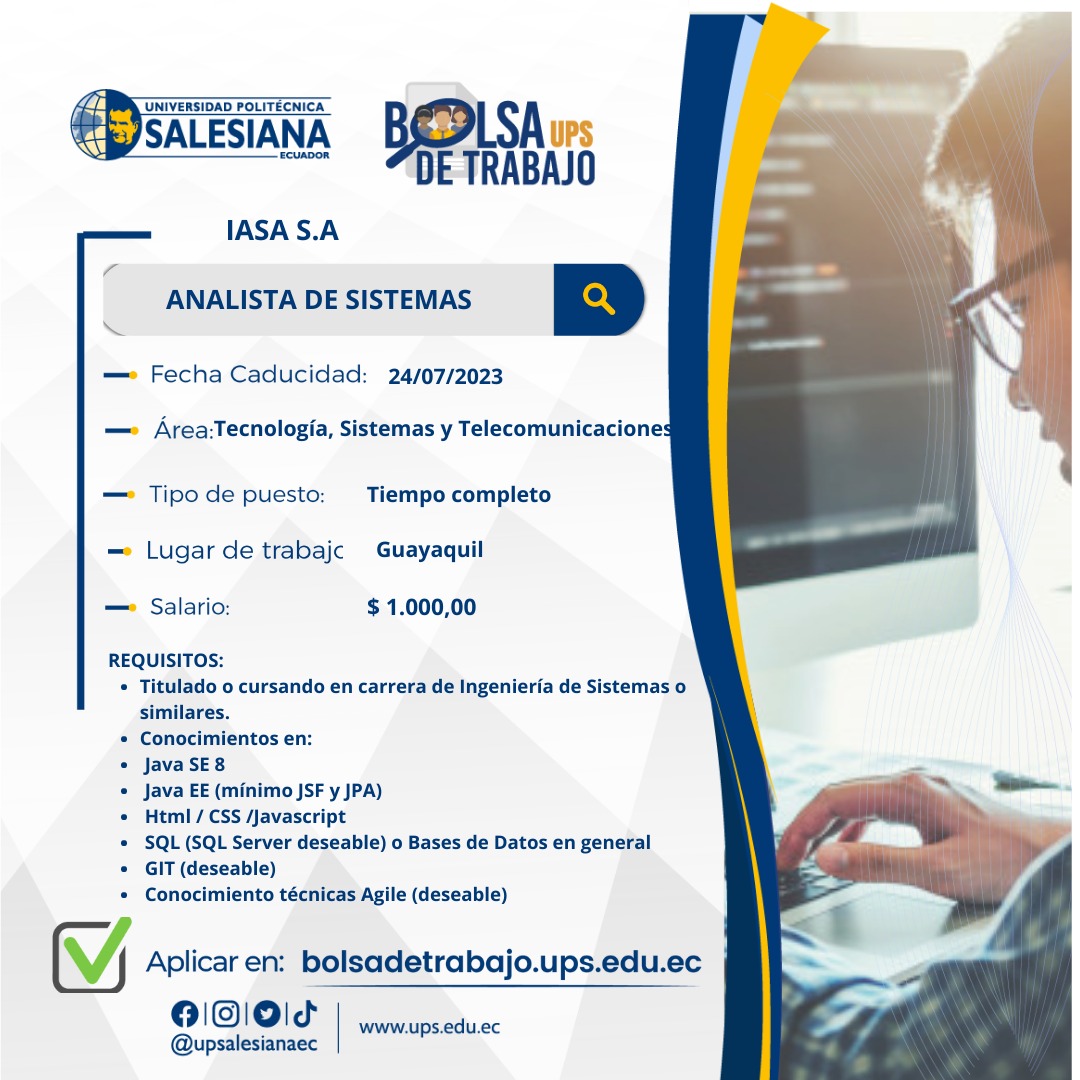 UNIVERSIDAD POLITÉCNICA
SALESIANA
ECUADOR
BOLSA UPS
DE TRABAJO
IASA S.A
ANALISTA DE SISTEMAS
Fecha Caducidad: 24/07/2023
Área:Tecnología, Sistemas y Telecomunicaciones
Tipo de puesto: Tiempo completo
Lugar de trabajo Guayaquil
Salario: $ 1.000,00
REQUISITOS:
• Titulado o cursando en carrera de Ingeniería de Sistemas o
similares.
• Conocimientos en:
• Java SE 8
• Java EE (mínimo JSF y JPA)
• Html / CSS /Javascript
• SQL (SQL Server deseable) o Bases de Datos en general
• GIT (deseable)
• Conocimiento técnicas Agile (deseable)
Aplicar en: bolsadetrabajo.ups.edu.ec
@upsalesianaec
www.ups.edu.ec